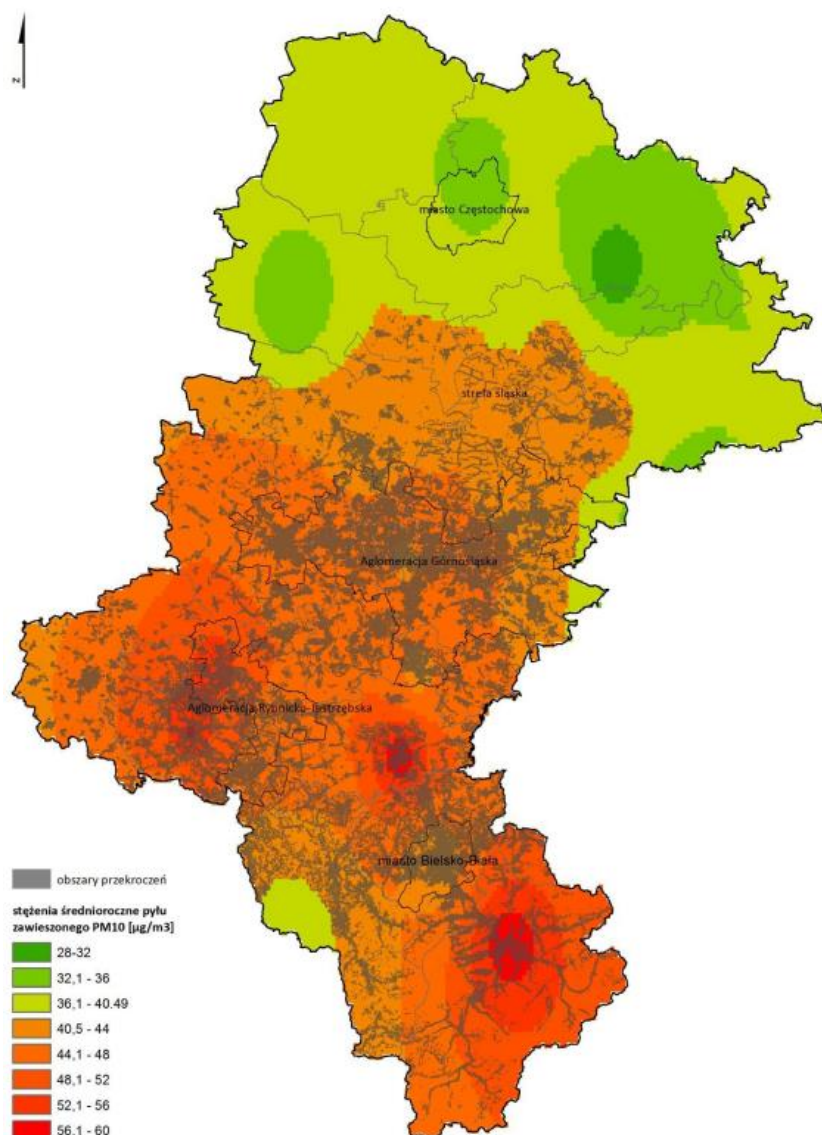 N
miasto Częstochowa
strefa śląska
Aglomeracja Górnośląska
Aglomeracja Rybnicko-Jastrzębska
miasto Bielsko-Biała
obszary przekroczeń
stężenia średnioroczne pyłu
zawieszonego PM10 [µg/m3]
28-32
32,1 - 36
36,1 - 40.49
40,5 - 44
44,1 - 48
48,1 - 52
52,1 - 56
56,1 - 60